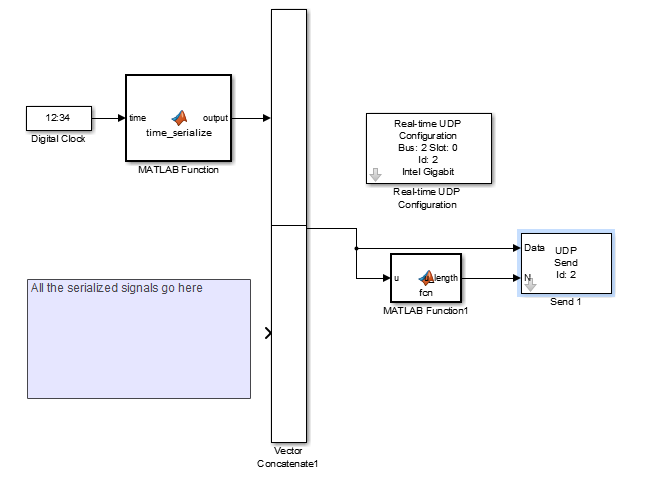 12:34
Digital Clock
time
output
time_serialize
MATLAB Function
Real-time UDP
Configuration
Bus: 2 Slot: 0
Id: 2
Intel Gigabit
Real-time UDP
Configuration
All the serialized signals go here
u
length
fcn
MATLAB Function1
Data
N
UDP
Send
Id: 2
Send 1
Vector
Concatenate1